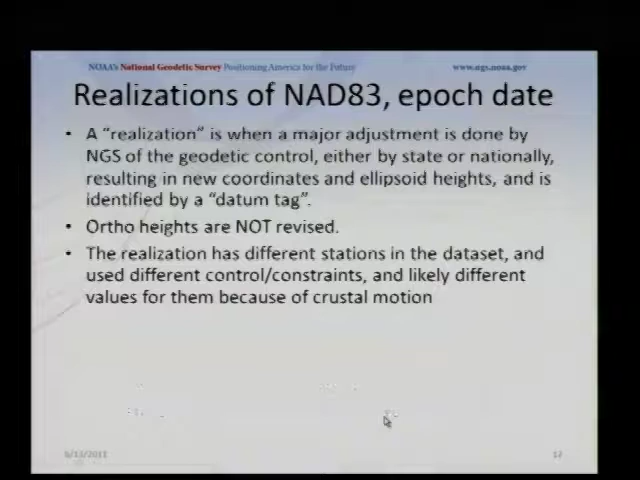 NOAA's National Geodetic Survey Positioning America for the Future www.ngs.noaa.gov
Realizations of NAD83, epoch date
• A "realization" is when a major adjustment is done by
NGS of the geodetic control, either by state or nationally,
resulting in new coordinates and ellipsoid heights, and is
identified by a "datum tag".
• Ortho heights are NOT revised.
• The realization has different stations in the dataset, and
used different control/constraints, and likely different
values for them because of crustal motion